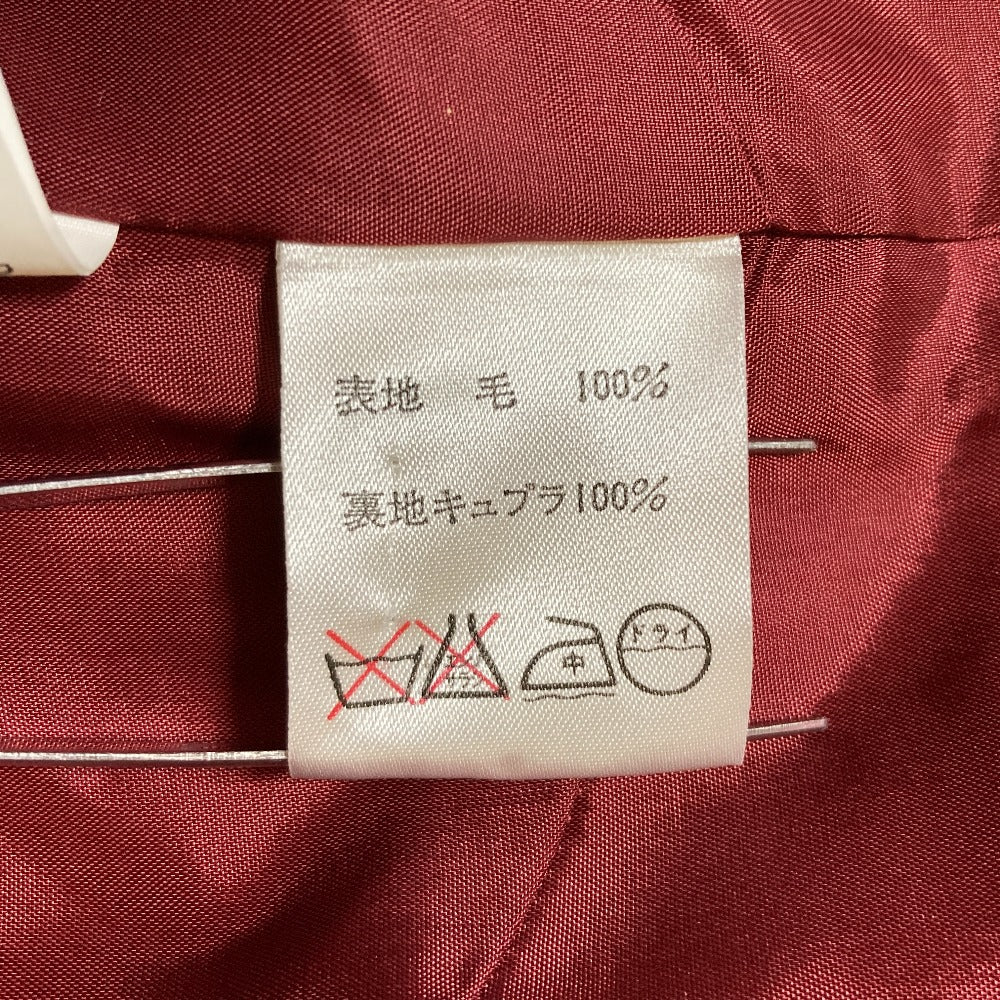 表地 毛 100%
裏地キュプラ100%
中 ドライ